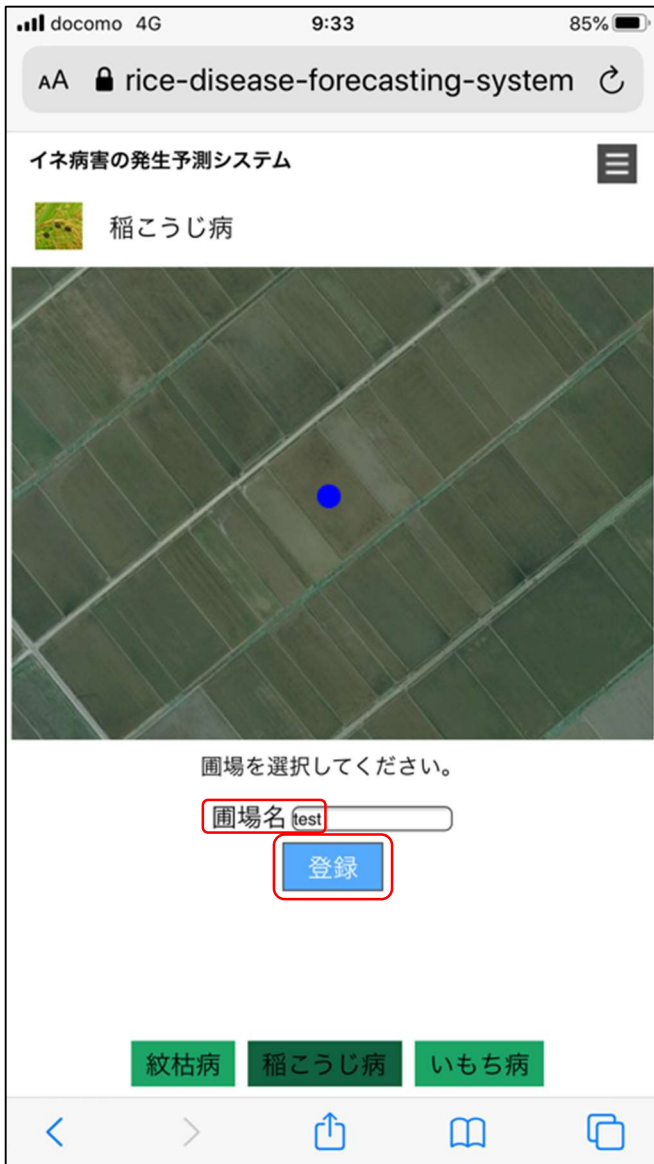 docomo 4G 9:33 85%
AA rice-disease-forecasting-system
イネ病害の発生予測システム
稲こうじ病
圃場を選択してください。
圃場名 test
登録
紋枯病 稲こうじ病 いもち病